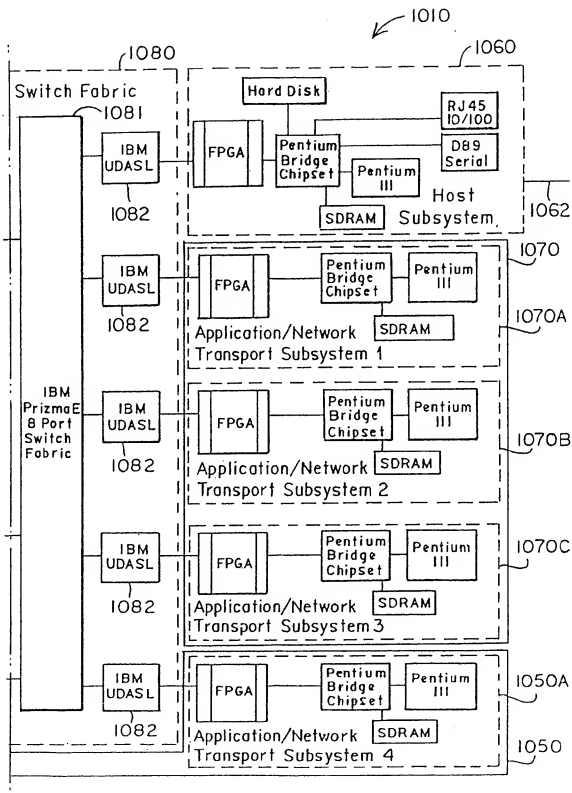 1010
1080
1060
Switch Fabric
1081
Hard Disk
RJ45
10/100
D89
Serial
IBM
UDASL
1082
FPGA
Pentium
Bridge
Chipset
Pentium
III
SDRAM
Host
Subsystem
1062
1070
IBM
UDASL
1082
FPGA
Pentium
Bridge
Chipset
Pentium
III
SDRAM
1070A
Application/Network
Transport Subsystem 1
IBM
PrizmaE
8 Port
Switch
Fabric
IBM
UDASL
1082
FPGA
Pentium
Bridge
Chipset
Pentium
III
SDRAM
1070B
Application/Network
Transport Subsystem 2
IBM
UDASL
1082
FPGA
Pentium
Bridge
Chipset
Pentium
III
SDRAM
1070C
Application/Network
Transport Subsystem 3
IBM
UDASL
1082
FPGA
Pentium
Bridge
Chipset
Pentium
III
SDRAM
1050A
Application/Network
Transport Subsystem 4
1050